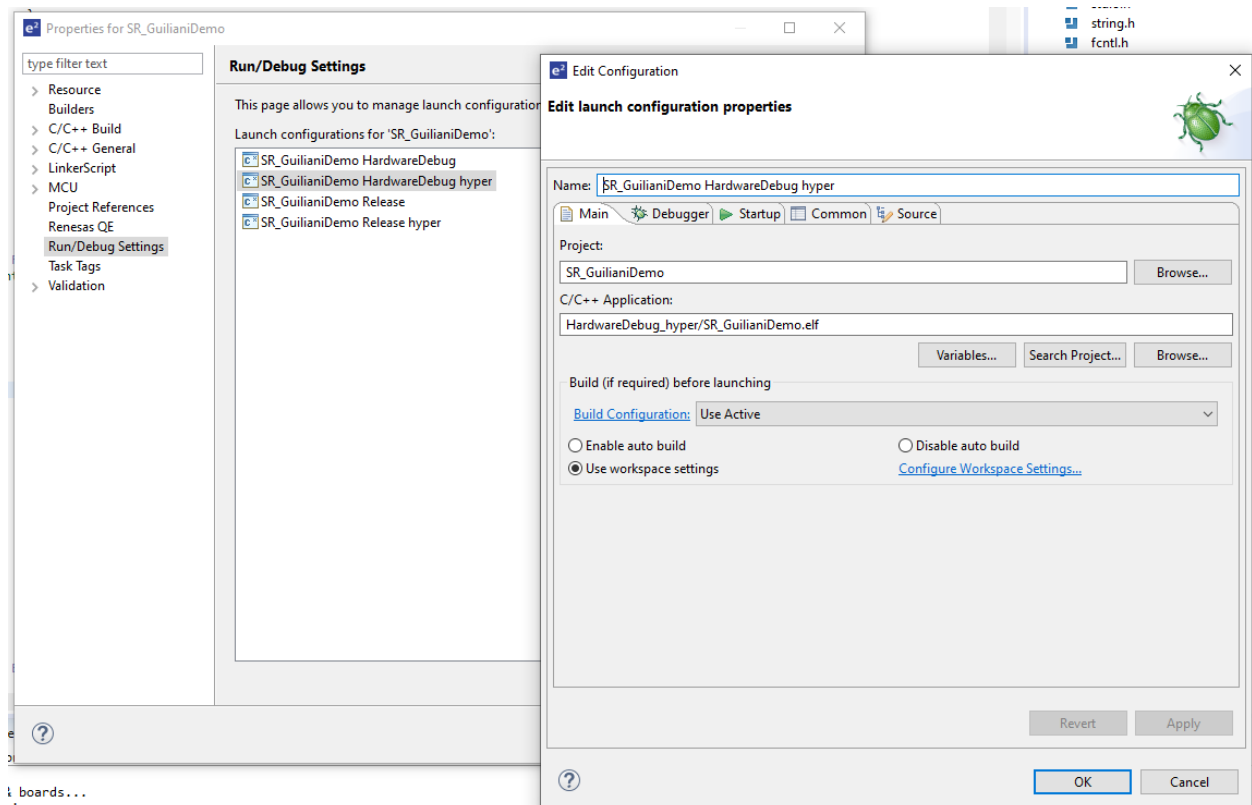 string.h
fcntl.h
Properties for SR_GuilianiDemo
type filter text
Resource
Builders
C/C++ Build
C/C++ General
LinkerScript
MCU
Project References
Renesas QE
Run/Debug Settings
Task Tags
Validation
Run/Debug Settings
This page allows you to manage launch configuration
Launch configurations for 'SR_GuilianiDemo':
SR_GuilianiDemo HardwareDebug
SR_GuilianiDemo HardwareDebug hyper
SR_GuilianiDemo Release
SR_GuilianiDemo Release hyper
Edit Configuration
Edit launch configuration properties
Name: SR_GuilianiDemo HardwareDebug hyper
Main Debugger Startup Common Source
Project:
SR_GuilianiDemo
Browse...
C/C++ Application:
HardwareDebug_hyper/SR_GuilianiDemo.elf
Variables... Search Project... Browse...
Build (if required) before launching
Build Configuration: Use Active
Enable auto build Disable auto build
Use workspace settings Configure Workspace Settings...
Revert Apply
OK Cancel
& boards...